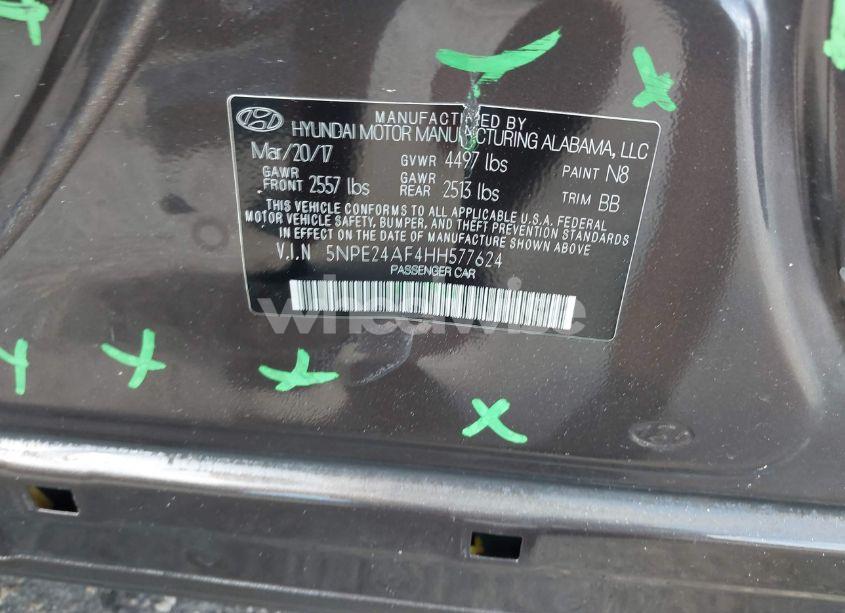 MANUFACTURED BY
HYUNDAI MOTOR MANUFACTURING ALABAMA, LLC
Mar/20/17 GVWR 4497 lbs PAINT N8
GAWR FRONT 2557 lbs GAWR REAR 2513 lbs TRIM BB
THIS VEHICLE CONFORMS TO ALL APPLICABLE U.S.A. FEDERAL
MOTOR VEHICLE SAFETY, BUMPER, AND THEFT PREVENTION STANDARDS
IN EFFECT ON THE DATE OF MANUFACTURE SHOWN ABOVE
V.I.N 5NPE24AF4HH577624
PASSENGER CAR
wheelwise